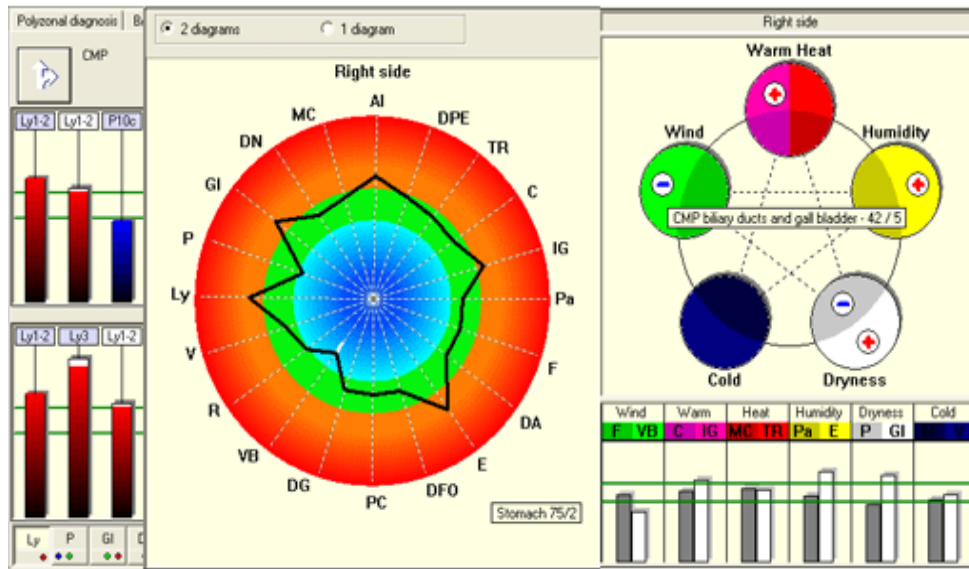 Polyzonal diagnosis
CMP
Ly1-2 Ly1-2 P10c
Ly1-2 Ly3 Ly1-2
Ly P GI
2 diagrams 1 diagram
Right side
AI
DPE
TR
C
IG
Pa
F
DA
E
DFO
PC
DG
VB
R
V
Ly
P
GI
DN
MC
Stomach 75/2
Right side
Warm Heat
Wind
Humidity
CMP biliary ducts and gall bladder - 42 / 5
Cold
Dryness
Wind Warm Heat Humidity Dryness Cold
F VB C IG MC TR Pa E P GI V